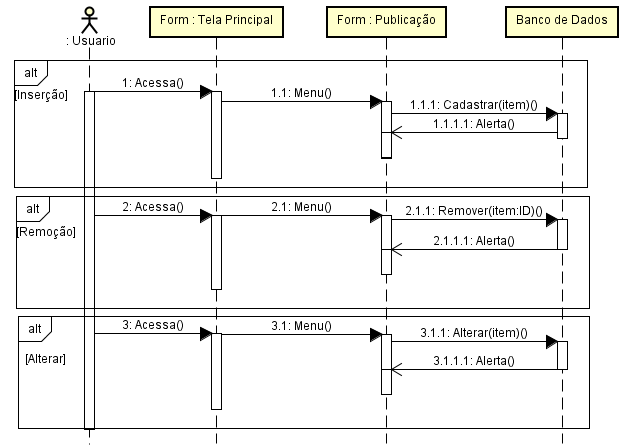 : Usuario
Form : Tela Principal
Form : Publicação
Banco de Dados
alt
[Inserção]
1: Acessa()
1.1: Menu()
1.1.1: Cadastrar(item)()
1.1.1.1: Alerta()
alt
[Remoção]
2: Acessa()
2.1: Menu()
2.1.1: Remover(item:ID)()
2.1.1.1: Alerta()
alt
[Alterar]
3: Acessa()
3.1: Menu()
3.1.1: Alterar(item)()
3.1.1.1: Alerta()